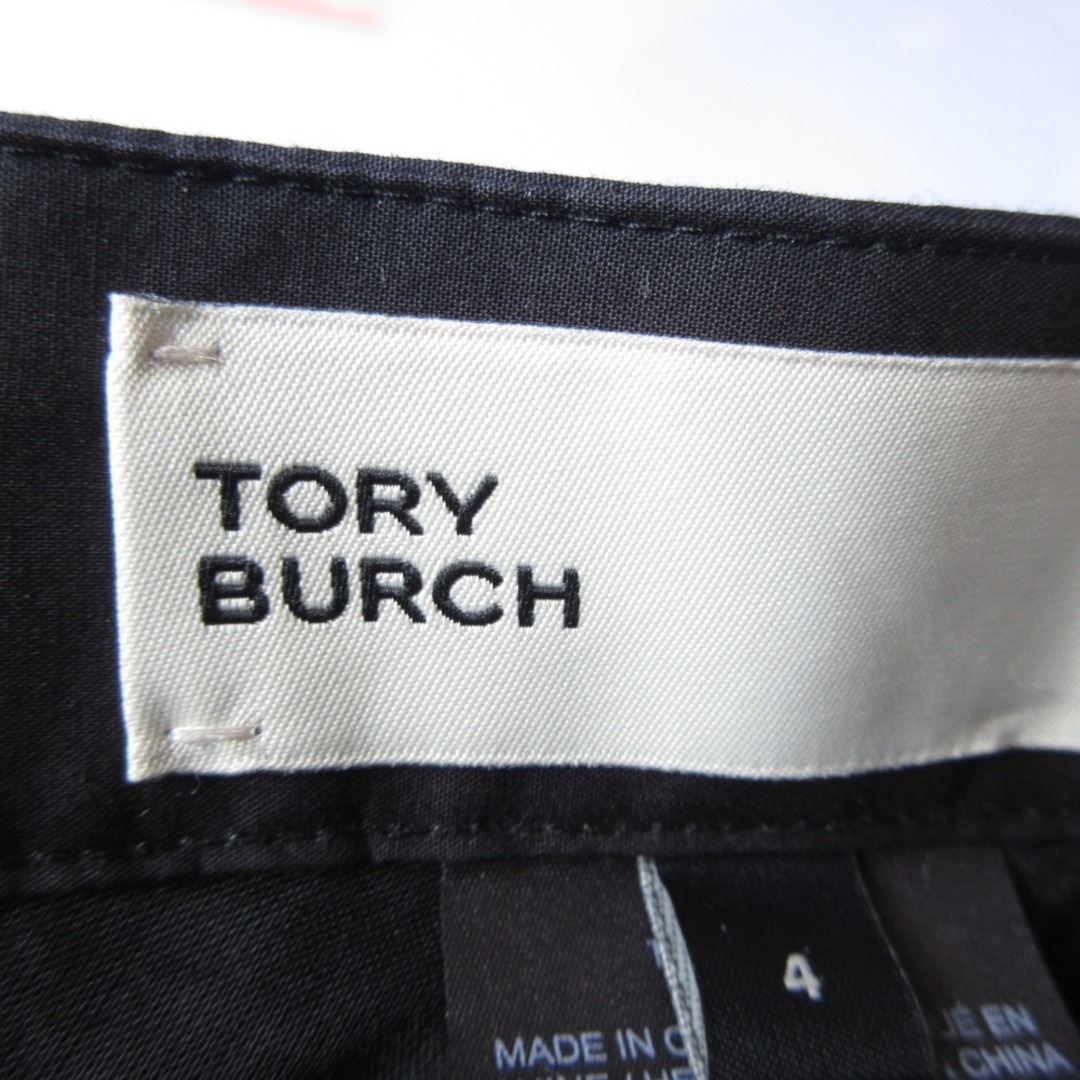 TORY
BURCH
4
MADE IN
EN
CHINA